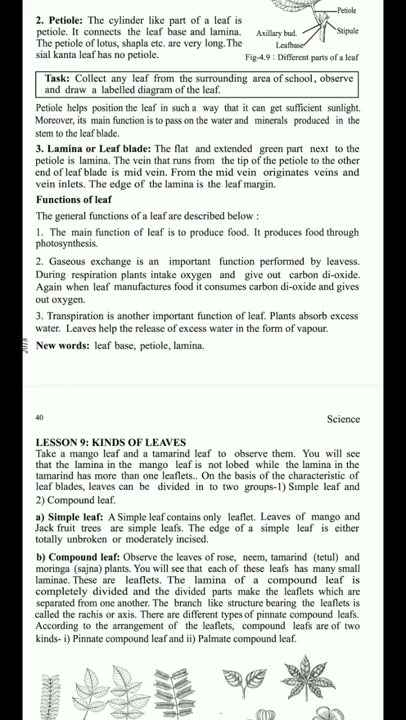 Petiole
2. Petiole: The cylinder like part of a leaf is
petiole. It connects the leaf base and lamina.
The petiole of lotus, shapla etc. are very long.The
sial kanta leaf has no petiole.
Axillary bud.
Stipule
Leafbase
Fig-4.9 : Different parts of a leaf
Task: Collect any leaf from the surrounding area of school, observe
and draw a labelled diagram of the leaf.
Petiole helps position the leaf in such a way that it can get sufficient sunlight.
Moreover, its main function is to pass on the water and minerals produced in the
stem to the leaf blade.
3. Lamina or Leaf blade: The flat and extended green part next to the
petiole is lamina. The vein that runs from the tip of the petiole to the other
end of leaf blade is mid vein. From the mid vein originates veins and
vein inlets. The edge of the lamina is the leaf margin.
Functions of leaf
The general functions of a leaf are described below :
1. The main function of leaf is to produce food. It produces food through
photosynthesis.
2. Gaseous exchange is an important function performed by leavess.
During respiration plants intake oxygen and give out carbon di-oxide.
Again when leaf manufactures food it consumes carbon di-oxide and gives
out oxygen.
3. Transpiration is another important function of leaf. Plants absorb excess
water. Leaves help the release of excess water in the form of vapour.
2018
New words: leaf base, petiole, lamina.
40
Science
LESSON 9: KINDS OF LEAVES
Take a mango leaf and a tamarind leaf to observe them. You will see
that the lamina in the mango leaf is not lobed while the lamina in the
tamarind has more than one leaflets.. On the basis of the characteristic of
leaf blades, leaves can be divided in to two groups-1) Simple leaf and
2) Compound leaf.
a) Simple leaf: A Simple leaf contains only leaflet. Leaves of mango and
Jack fruit trees are simple leafs. The edge of a simple leaf is either
totally unbroken or moderately incised.
b) Compound leaf: Observe the leaves of rose, neem, tamarind (tetul) and
moringa (sajna) plants. You will see that each of these leafs has many small
laminae. These are leaflets. The lamina of a compound leaf is
completely divided and the divided parts make the leaflets which are
separated from one another. The branch like structure bearing the leaflets is
called the rachis or axis. There are different types of pinnate compound leafs.
According to the arrangement of the leaflets, compound leafs are of two
kinds- i) Pinnate compound leaf and ii) Palmate compound leaf.